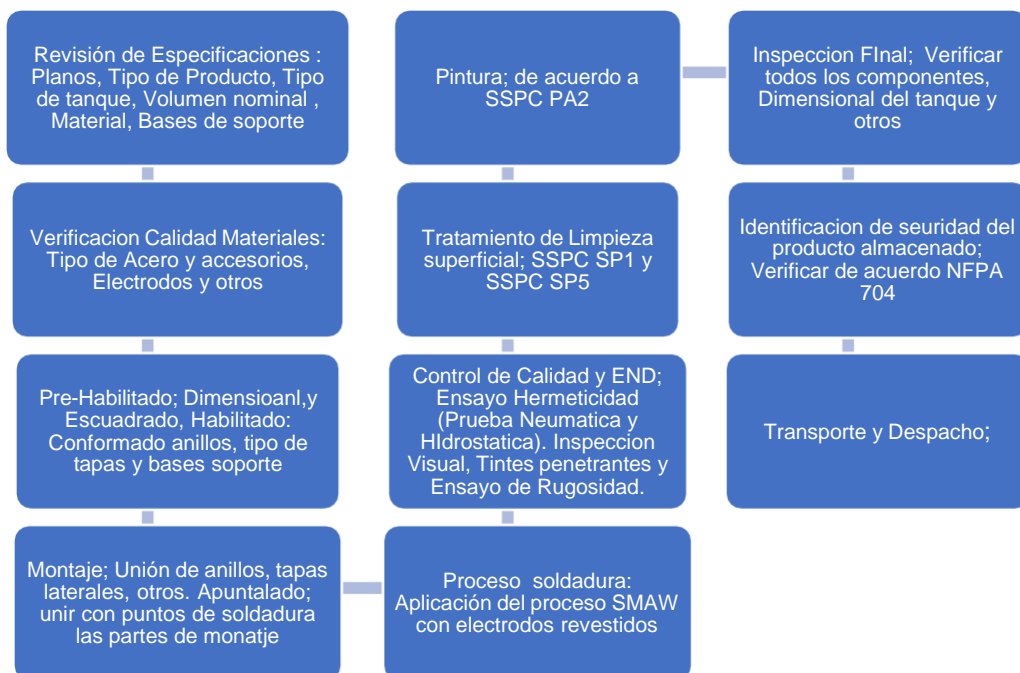 Revisión de Especificaciones :
Planos, Tipo de Producto, Tipo
de tanque, Volumen nominal ,
Material, Bases de soporte
Verificacion Calidad Materiales:
Tipo de Acero y accesorios,
Electrodos y otros
Pre-Habilitado; Dimensioanl,y
Escuadrado, Habilitado:
Conformado anillos, tipo de
tapas y bases soporte
Montaje; Unión de anillos, tapas
laterales, otros. Apuntalado;
unir con puntos de soldadura
las partes de monatje
Proceso soldadura:
Aplicación del proceso SMAW
con electrodos revestidos
Control de Calidad y END;
Ensayo Hermeticidad
(Prueba Neumatica y
HIdrostatica). Inspeccion
Visual, Tintes penetrantes y
Ensayo de Rugosidad.
Tratamiento de Limpieza
superficial; SSPC SP1 y
SSPC SP5
Pintura; de acuerdo a
SSPC PA2
Inspeccion FInal; Verificar
todos los componentes,
Dimensional del tanque y
otros
Identificacion de seuridad del
producto almacenado;
Verificar de acuerdo NFPA
704
Transporte y Despacho;